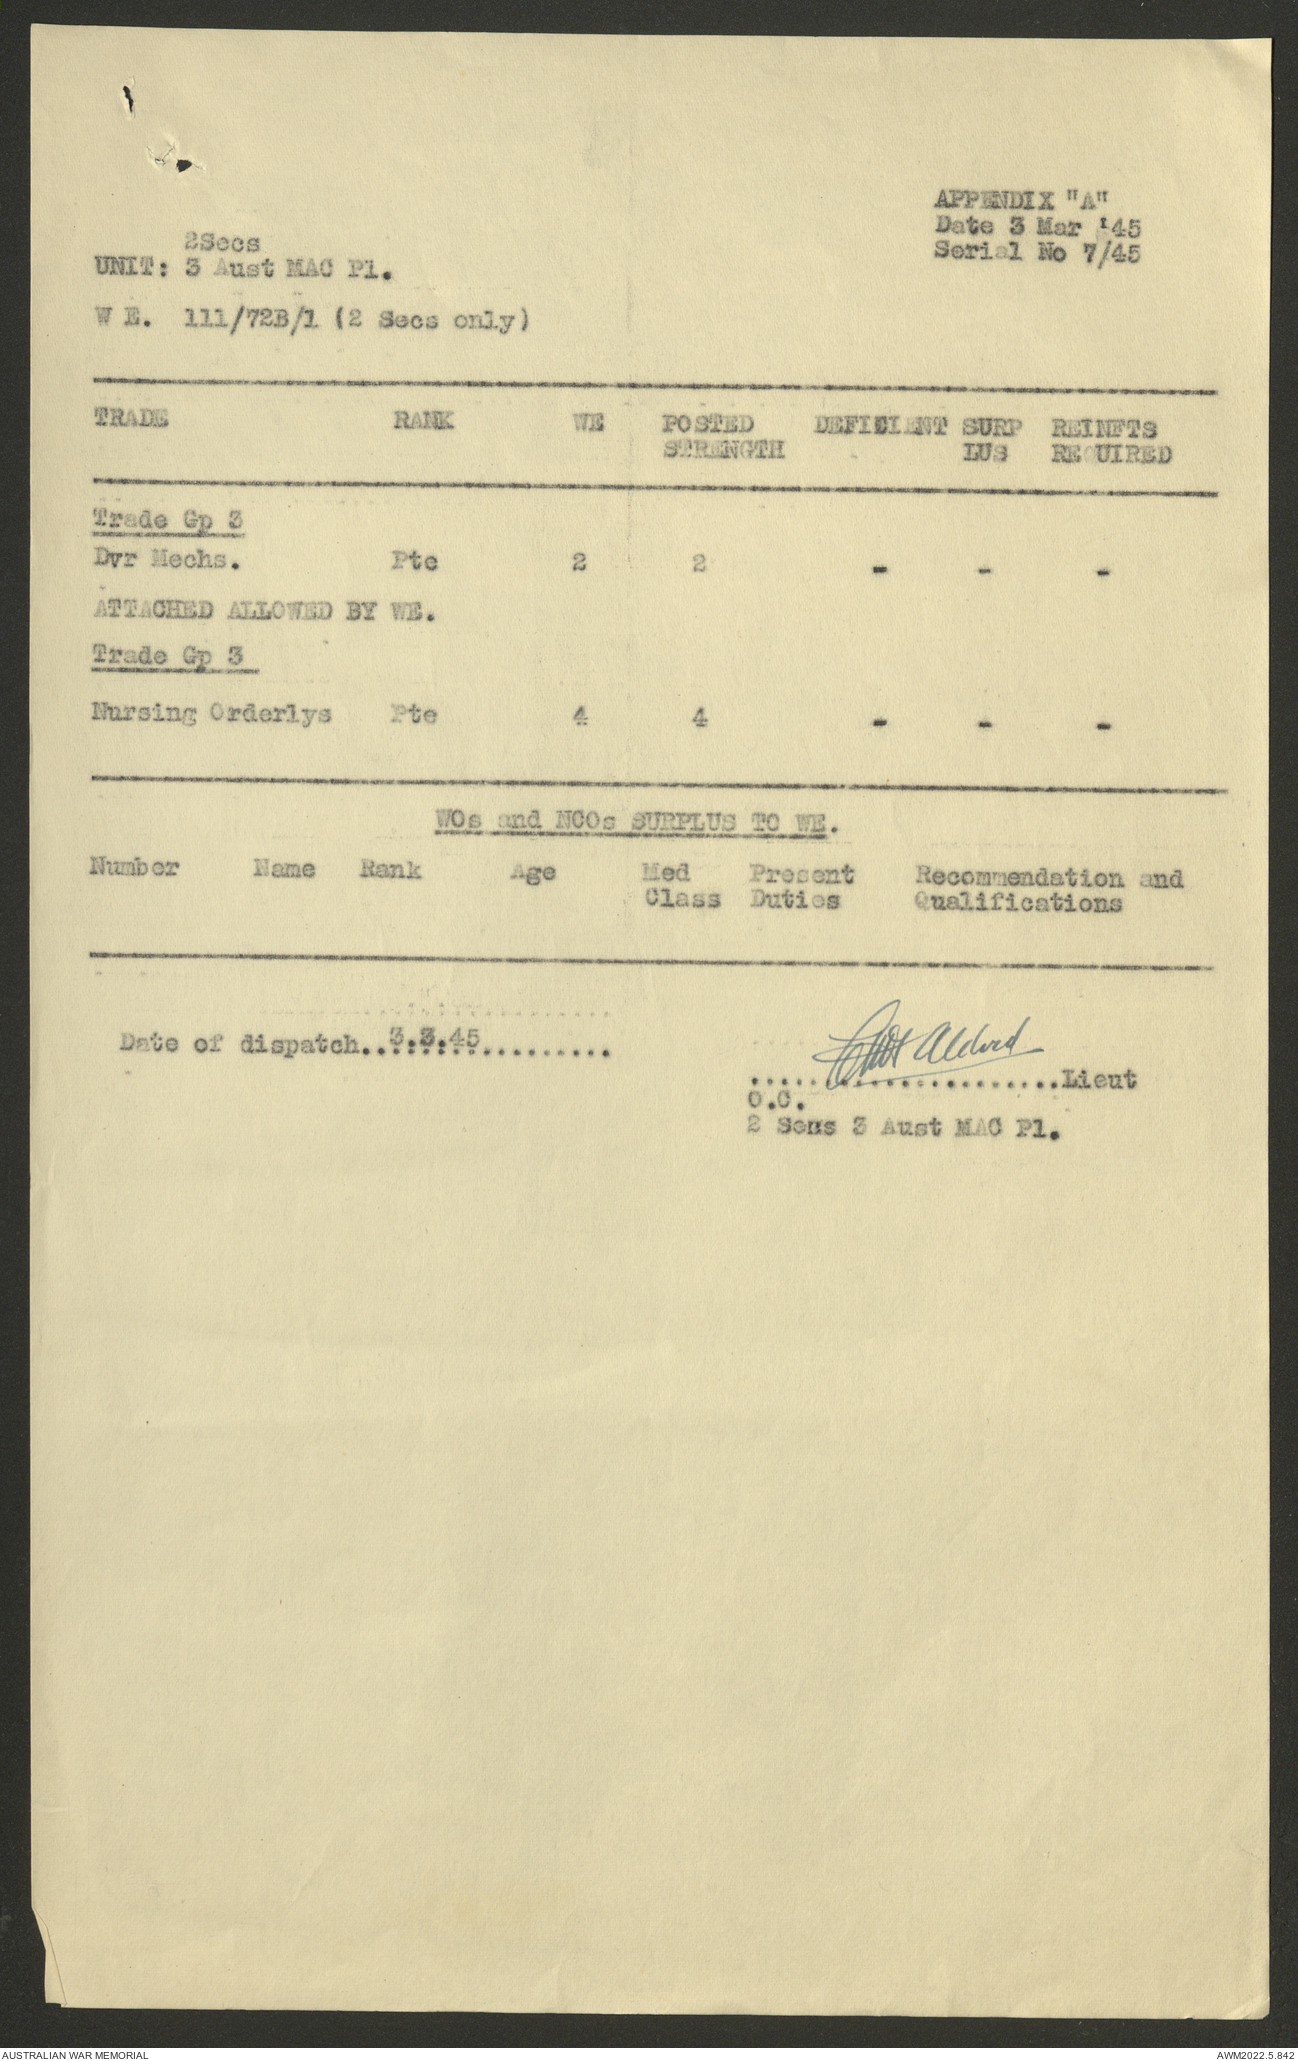 APPENDIX "A"
Date 3 Mar '45
Serial No 7/45
2Secs
UNIT: 3 Aust MAC Pl.
W E. 111/72B/1 (2 Secs only)
TRADE RANK WE POSTED DEFICIENT SURP REINFTS
STRENGTH LUS REQUIRED
Trade Gp 3
Dvr Mechs. Pte 2 2 - - -
ATTACHED ALLOWED BY WE.
Trade Gp 3
Nursing Orderlys Pte 4 4 - - -
WOs and NCOs SURPLUS TO WE.
Number Name Rank Age Med Present Recommendation and
Class Duties Qualifications
Date of dispatch..3.3.45.........
Aldred
.....................Lieut
O.C.
2 Secs 3 Aust MAC Pl.
AUSTRALIAN WAR MEMORIAL
AWM2022.5.842